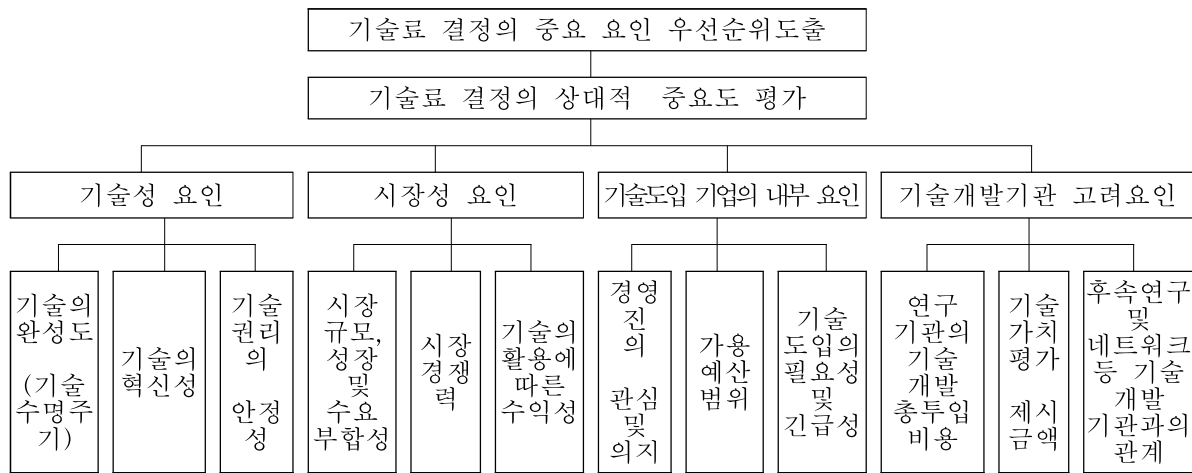 기술료 결정의 중요 요인 우선순위도출
기술료 결정의 상대적 중요도 평가
기술성 요인
시장성 요인
기술도입 기업의 내부 요인
기술개발기관 고려요인
기술의
완성도
(기술
수명주
기)
기술의
혁신성
기술
권리
의
안정
성
시장
규모,
성장
및
수요
부합성
시장
경쟁
력
기술의
활용에
따른
수익성
경영
진
의
관심
및
의지
가용
예산
범위
기술
도입의
필요성
및
긴급성
연구
기관의
기술
개발
총투입
비용
기술
가치
평가
제시
금액
후속연구
및
네트워크
등 기술
개발
기관과의
관계